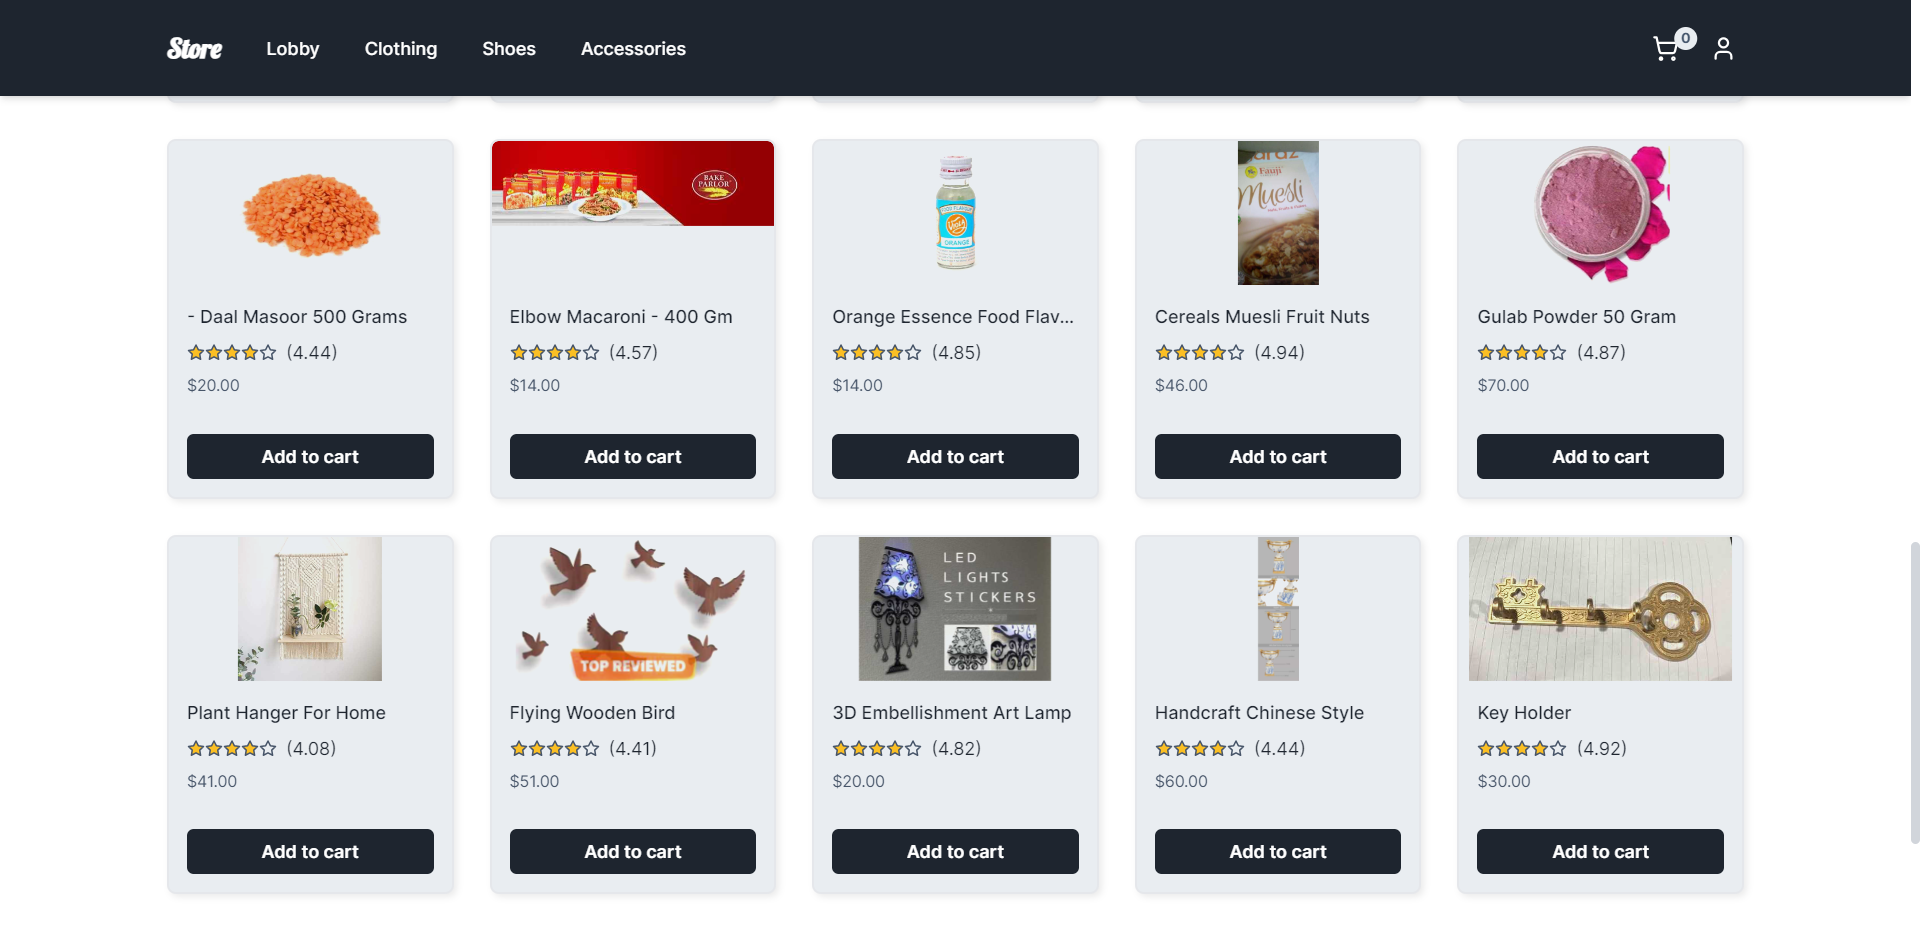 Store
Lobby
Clothing
Shoes
Accessories
0
BAKE
PARLOR
ORANGE
Fauji
Muesli
- Daal Masoor 500 Grams
Elbow Macaroni - 400 Gm
Orange Essence Food Flav...
Cereals Muesli Fruit Nuts
Gulab Powder 50 Gram
(4.44)
(4.57)
(4.85)
(4.94)
(4.87)
$20.00
$14.00
$14.00
$46.00
$70.00
Add to cart
Add to cart
Add to cart
Add to cart
Add to cart
TOP REVIEWED
LED
LIGHTS
STICKERS
Plant Hanger For Home
Flying Wooden Bird
3D Embellishment Art Lamp
Handcraft Chinese Style
Key Holder
(4.08)
(4.41)
(4.82)
(4.44)
(4.92)
$41.00
$51.00
$20.00
$60.00
$30.00
Add to cart
Add to cart
Add to cart
Add to cart
Add to cart